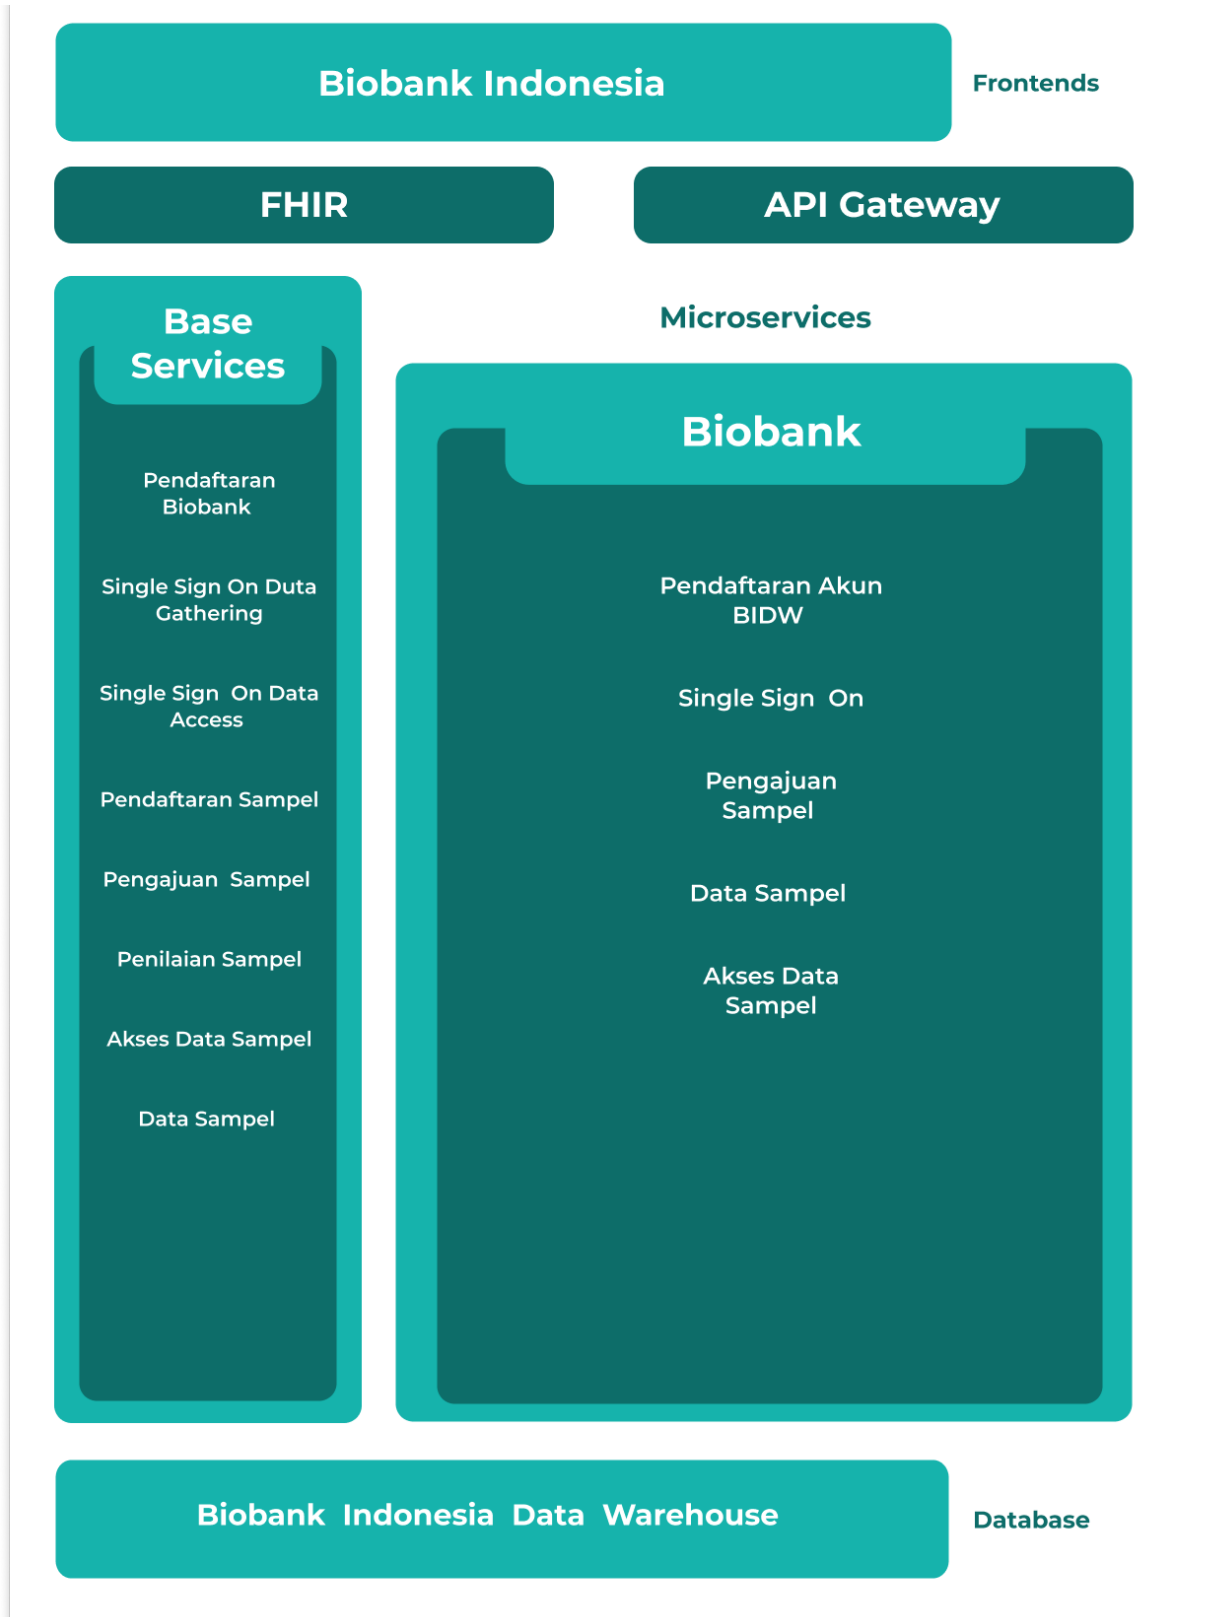 Biobank Indonesia
Frontends
FHIR
API Gateway
Base
Services
Pendaftaran
Biobank
Single Sign On Duta
Gathering
Single Sign On Data
Access
Pendaftaran Sampel
Pengajuan Sampel
Penilaian Sampel
Akses Data Sampel
Data Sampel
Microservices
Biobank
Pendaftaran Akun
BIDW
Single Sign On
Pengajuan
Sampel
Data Sampel
Akses Data
Sampel
Biobank Indonesia Data Warehouse
Database